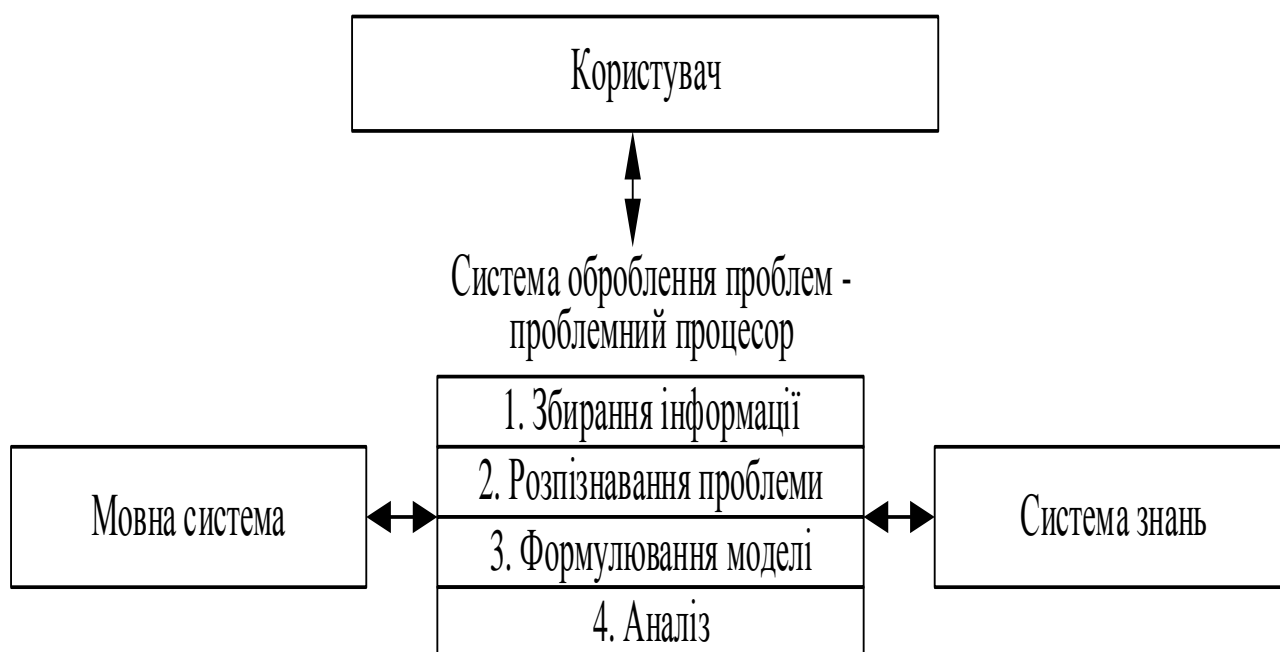 Користувач
Система оброблення проблем -
проблемний процесор
1. Збирання інформації
2. Розпізнавання проблеми
3. Формулювання моделі
4. Аналіз
Мовна система
Система знань